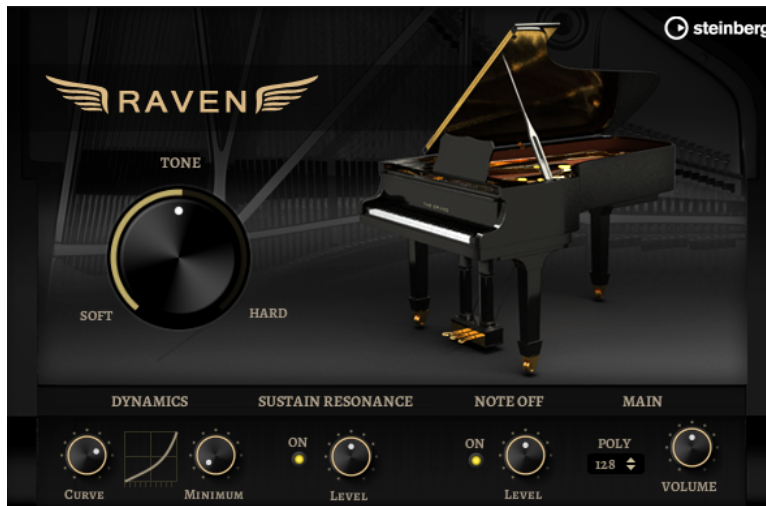 steinberg
RAVEN
TONE
SOFT
HARD
DYNAMICS
SUSTAIN RESONANCE
NOTE OFF
MAIN
ON
ON
POLY
128
CURVE
MINIMUM
LEVEL
LEVEL
VOLUME